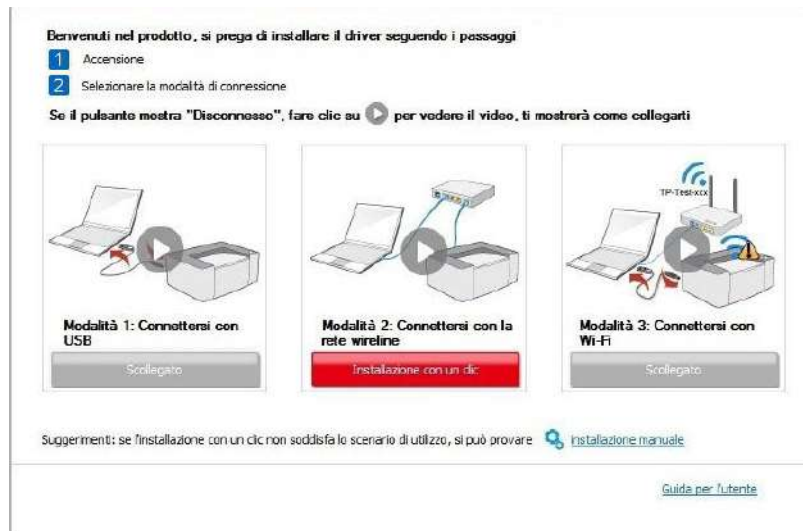 Benvenuti nel prodotto, si prega di installare il driver seguendo i passaggi
1 Accensione
2 Selezionare la modalità di connessione
Se il pulsante mostra "Disconnesso", fare clic su per vedere il video, ti mostrerà come collegarti
TP-Test-xxx
Modalità 1: Connettersi con
USB
Scollegato
Modalità 2: Connettersi con la
rete wireline
Installazione con un clic
Modalità 3: Connettersi con
Wi-Fi
Scollegato
Suggerimenti: se l'installazione con un clic non soddisfa lo scenario di utilizzo, si può provare installazione manuale
Guida per l'utente